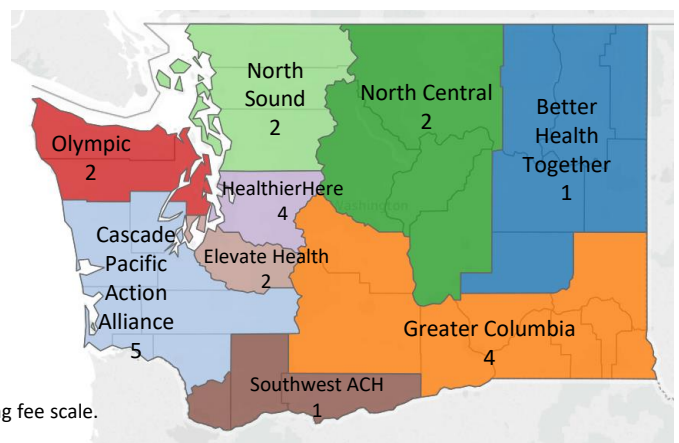 North
Sound
2
North Central
2
Better
Health
Together
1
Olympic
2
HealthierHere
4
Washington
Cascade
Pacific
Action
Alliance
5
Elevate Health
2
Greater Columbia
4
Southwest ACH
1
g fee scale.